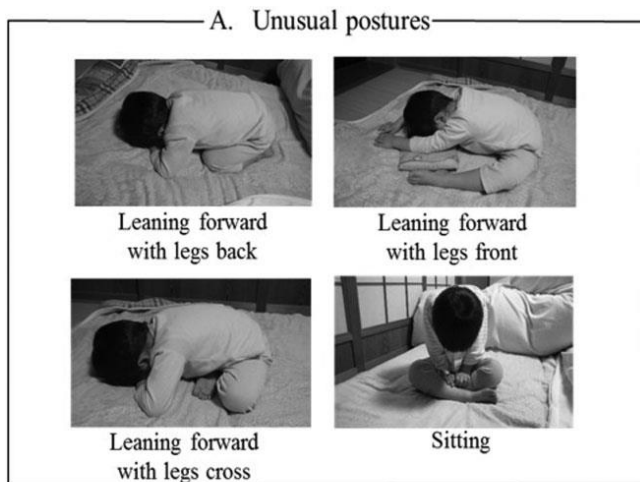 A. Unusual postures
Leaning forward
with legs back
Leaning forward
with legs front
Leaning forward
with legs cross
Sitting